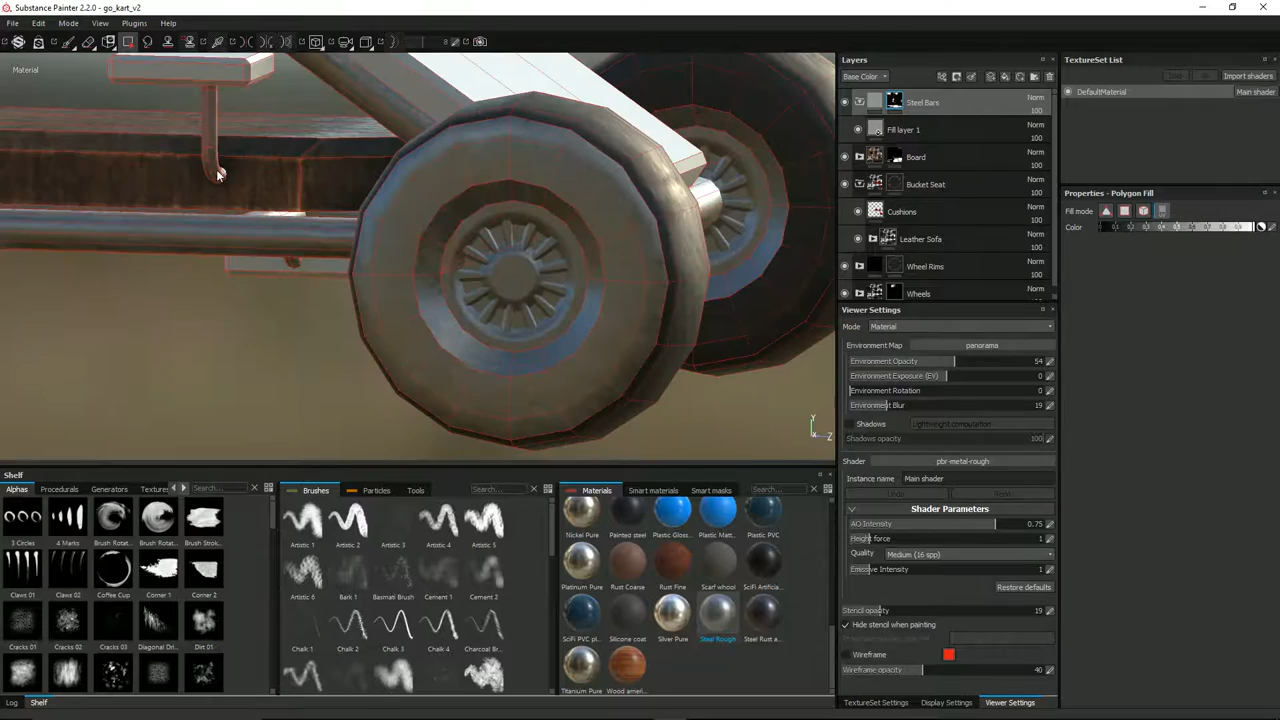 Substance Painter 2.2.0 - go_kart_v2
File Edit Mode View Plugins Help
Material
Layers
Base Color
Steel Bars Norm 100
Fill layer 1 Norm 100
Board Norm 100
Bucket Seat Norm 100
Cushions Norm 100
Leather Sofa Norm 100
Wheel Rims Norm 100
Wheels Norm
TextureSet List
Import shaders
DefaultMaterial Main shader
Properties - Polygon Fill
Fill mode
Color
Viewer Settings
Mode Material
Environment Map panorama
Environment Opacity 54
Environment Exposure (EV) 0
Environment Rotation 0
Environment Blur 19
Shadows Lightweight computation
Shadows opacity 100
Shader pbr-metal-rough
Instance name Main shader
Shader Parameters
AO Intensity 0.75
Height force 1
Quality Medium (16 spp)
Emissive Intensity 1
Restore defaults
Stencil opacity 19
Hide stencil when painting
Wireframe
Wireframe opacity 40
TextureSet Settings Display Settings Viewer Settings
Y
X Z
Shelf
Alphas Procedurals Generators Textures Search...
3 Circles 4 Marks Brush Rotat... Brush Rotat... Brush Strok...
Claws 01 Claws 02 Coffee Cup Corner 1 Corner 2
Cracks 01 Cracks 02 Cracks 03 Diagonal Dri... Dirt 01
Brushes Particles Tools Search...
Artistic 1 Artistic 2 Artistic 3 Artistic 4 Artistic 5
Artistic 6 Bark 1 Basmati Brush Cement 1 Cement 2
Chalk 1 Chalk 2 Chalk 3 Chalk 4 Charcoal Br...
Materials Smart materials Smart masks Search...
Nickel Pure Painted steel Plastic Gloss... Plastic Matt... Plastic PVC
Platinum Pure Rust Coarse Rust Fine Scarf whool SciFi Artificia...
SciFi PVC pl... Silicone coat Silver Pure Steel Rough Steel Rust a...
Titanium Pure Wood ameri...
Log Shelf